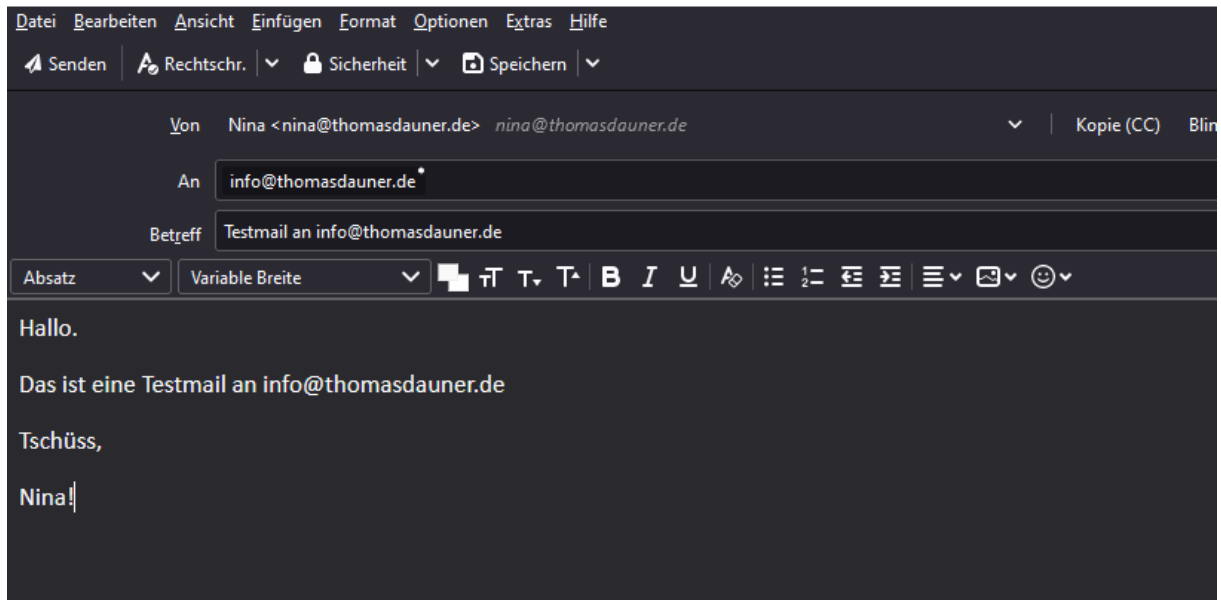 Datei Bearbeiten Ansicht Einfügen Format Optionen Extras Hilfe
Senden Rechtschr. Sicherheit Speichern
Von Nina <nina@thomasdauner.de> nina@thomasdauner.de Kopie (CC) Blin
An info@thomasdauner.de
Betreff Testmail an info@thomasdauner.de
Absatz Variable Breite
Hallo.
Das ist eine Testmail an info@thomasdauner.de
Tschüss,
Nina!